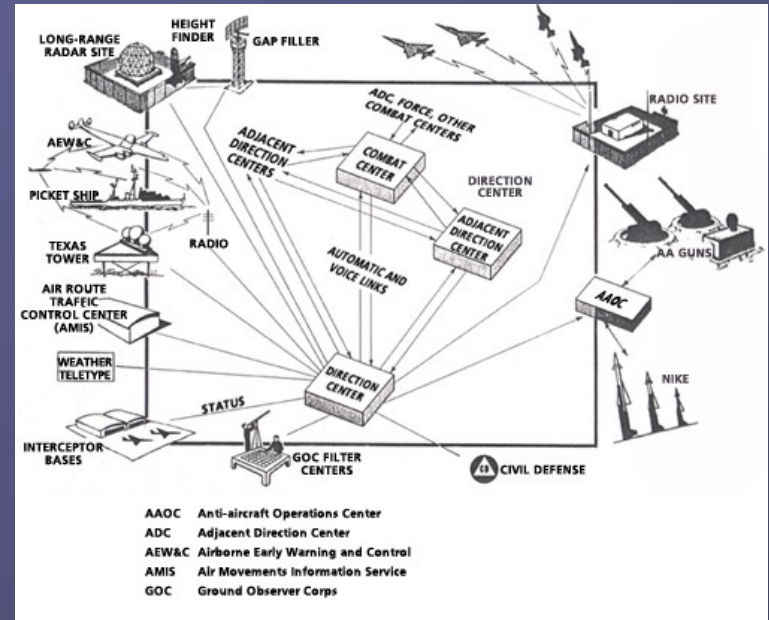 LONG-RANGE
RADAR SITE
HEIGHT
FINDER
GAP FILLER
RADIO SITE
ADC, FORCE, OTHER
COMBAT CENTERS
ADJACENT
DIRECTION
CENTERS
COMBAT
CENTER
AEW&C
PICKET SHIP
RADIO
DIRECTION
CENTER
ADJACENT
DIRECTION
CENTER
TEXAS
TOWER
AUTOMATIC AND
VOICE LINKS
AA GUNS
AIR ROUTE
TRAFFIC
CONTROL CENTER
(AMIS)
AAOC
WEATHER
TELETYPE
DIRECTION
CENTER
NIKE
STATUS
INTERCEPTOR
BASES
GOC FILTER
CENTERS
CD
CIVIL DEFENSE
AAOC Anti-aircraft Operations Center
ADC Adjacent Direction Center
AEW&C Airborne Early Warning and Control
AMIS Air Movements Information Service
GOC Ground Observer Corps